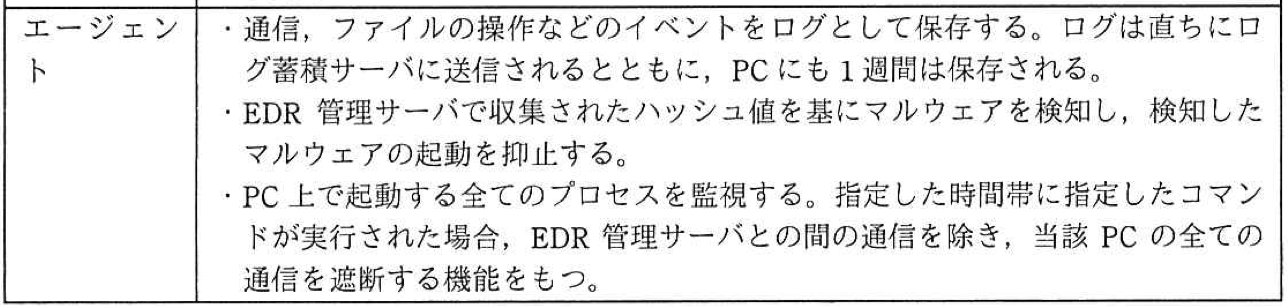 エージェン
ト
・通信，ファイルの操作などのイベントをログとして保存する。ログは直ちにロ
グ蓄積サーバに送信されるとともに，PCにも1週間は保存される。
・EDR 管理サーバで収集されたハッシュ値を基にマルウェアを検知し，検知した
マルウェアの起動を抑止する。
・PC 上で起動する全てのプロセスを監視する。指定した時間帯に指定したコマン
ドが実行された場合，EDR 管理サーバとの間の通信を除き，当該 PC の全ての
通信を遮断する機能をもつ。